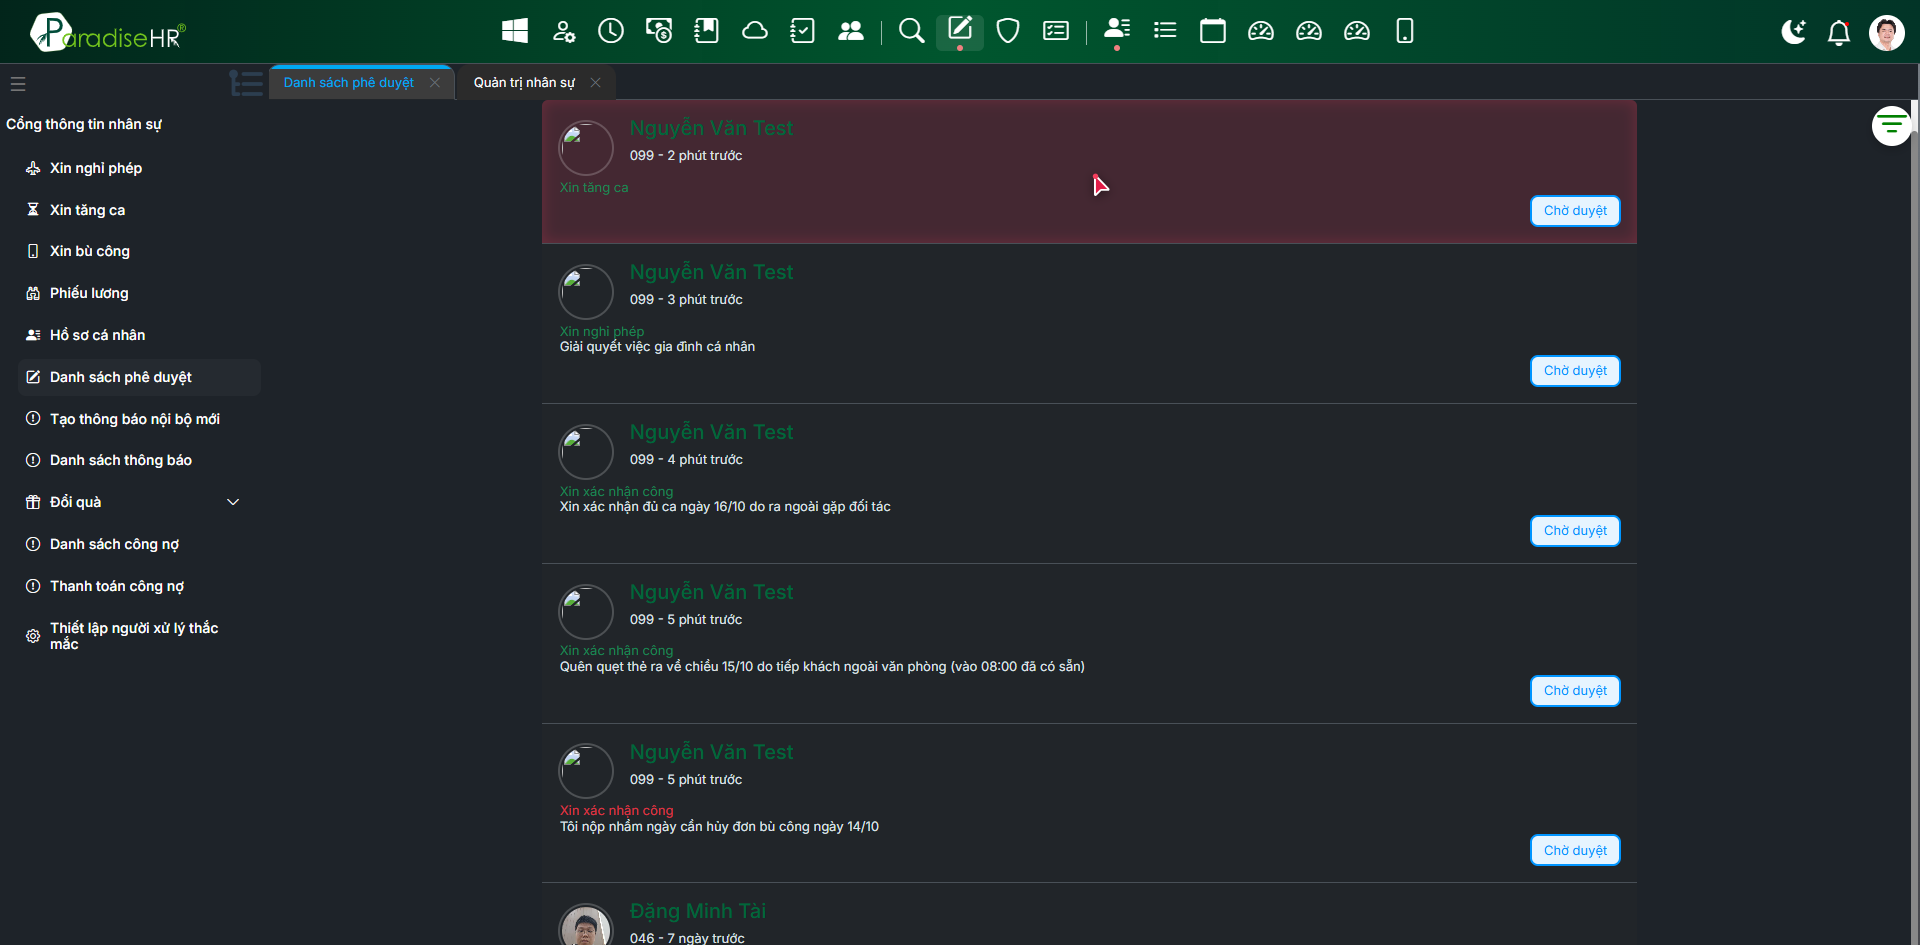 ParadiseHR®
Danh sách phê duyệt
Quản trị nhân sự
Cổng thông tin nhân sự
Xin nghỉ phép
Xin tăng ca
Xin bù công
Phiếu lương
Hồ sơ cá nhân
Danh sách phê duyệt
Tạo thông báo nội bộ mới
Danh sách thông báo
Đổi quà
Danh sách công nợ
Thanh toán công nợ
Thiết lập người xử lý thắc
mắc
Nguyễn Văn Test
099 - 2 phút trước
Xin tăng ca
Chờ duyệt
Nguyễn Văn Test
099 - 3 phút trước
Xin nghỉ phép
Giải quyết việc gia đình cá nhân
Chờ duyệt
Nguyễn Văn Test
099 - 4 phút trước
Xin xác nhận công
Xin xác nhận đủ ca ngày 16/10 do ra ngoài gặp đối tác
Chờ duyệt
Nguyễn Văn Test
099 - 5 phút trước
Xin xác nhận công
Quên quẹt thẻ ra về chiều 15/10 do tiếp khách ngoài văn phòng (vào 08:00 đã có sẵn)
Chờ duyệt
Nguyễn Văn Test
099 - 5 phút trước
Xin xác nhận công
Tôi nộp nhầm ngày cần hủy đơn bù công ngày 14/10
Chờ duyệt
Đặng Minh Tài
046 - 7 ngày trước